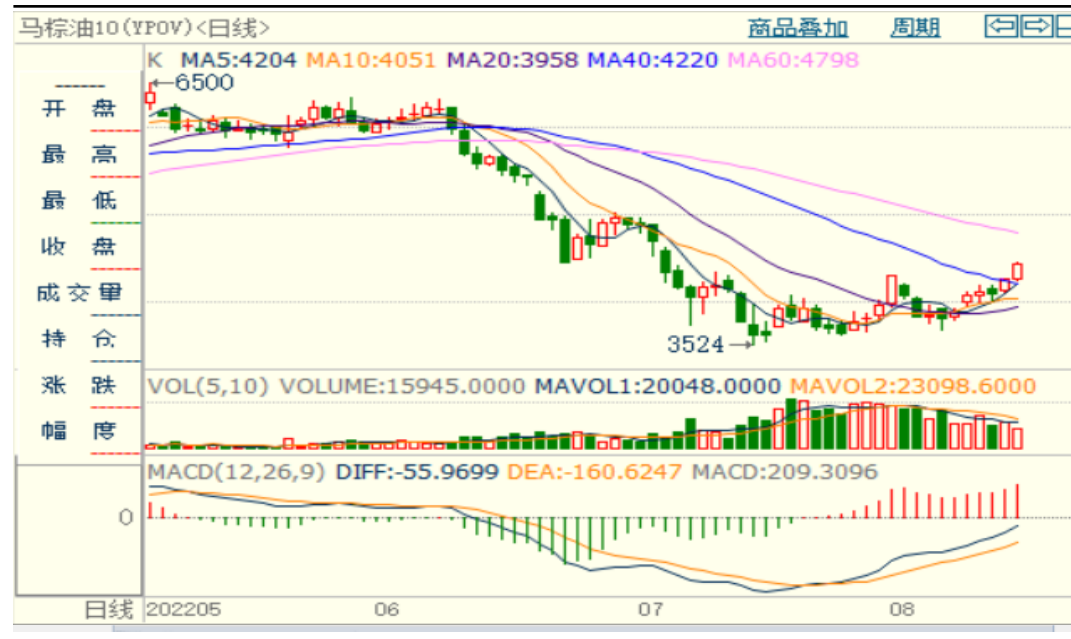 马棕油10(YPOV)<日线>
商品叠加 周期
K MA5:4204 MA10:4051 MA20:3958 MA40:4220 MA60:4798
6500
开盘
最高
最低
收盘
成交量
持仓
涨跌
幅度
3524
VOL(5,10) VOLUME:15945.0000 MAVOL1:20048.0000 MAVOL2:23098.6000
MACD(12,26,9) DIFF:-55.9699 DEA:-160.6247 MACD:209.3096
0
日线 202205 06 07 08